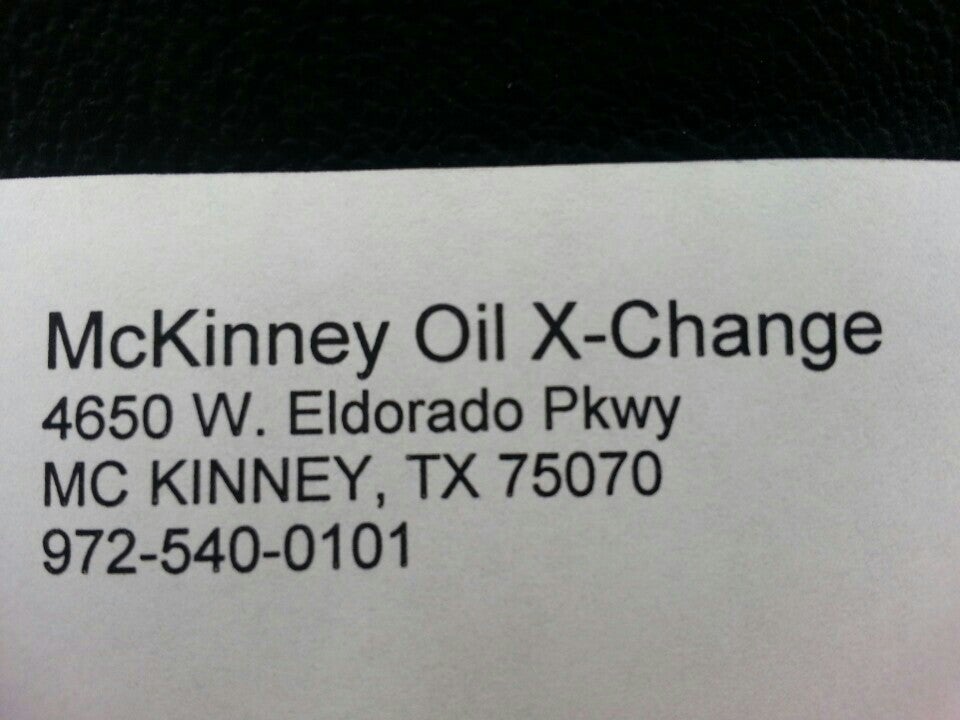 McKinney Oil X-Change
4650 W. Eldorado Pkwy
MC KINNEY, TX 75070
972-540-0101